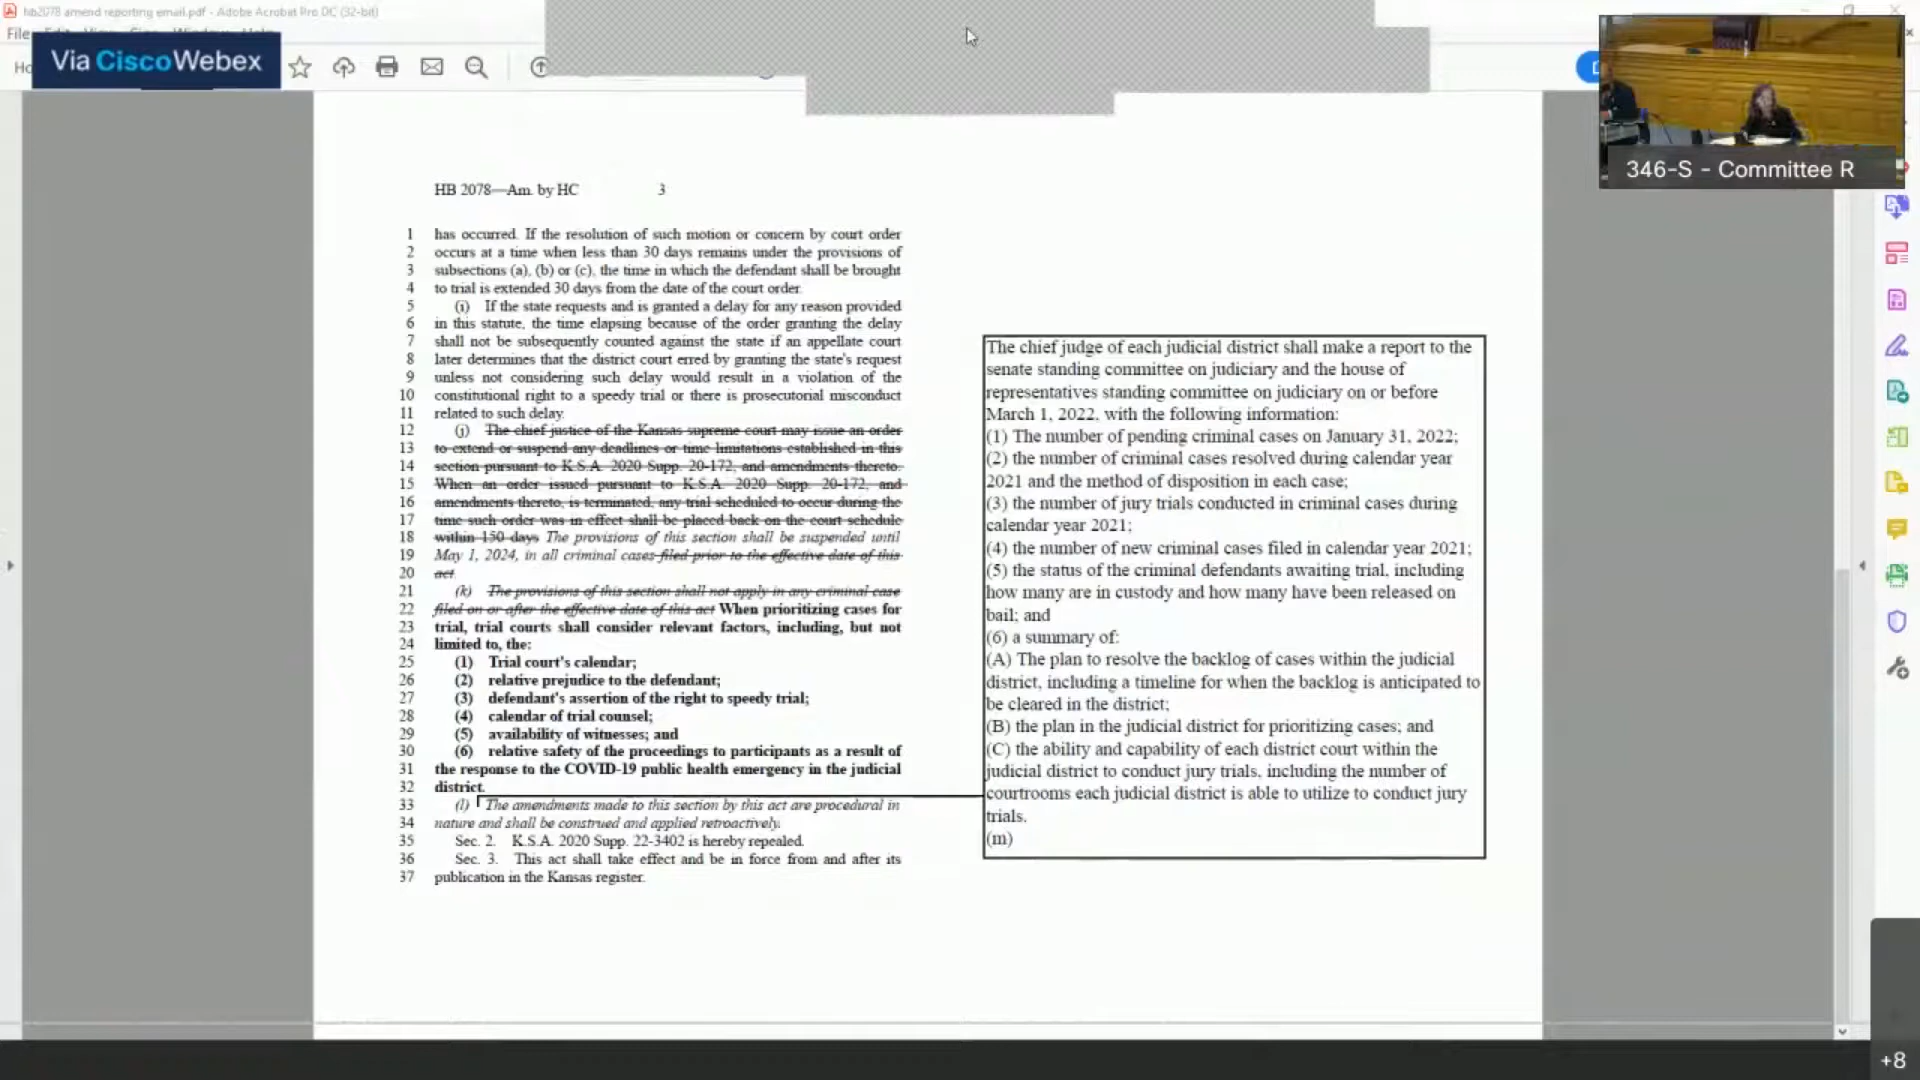 hb2078 amend reporting email.pdf - Adobe Acrobat Pro DC (32-bit)
File
Via CiscoWebex
346-S - Committee R
HB 2078—Am. by HC 3
1 has occurred. If the resolution of such motion or concern by court order
2 occurs at a time when less than 30 days remains under the provisions of
3 subsections (a), (b) or (c), the time in which the defendant shall be brought
4 to trial is extended 30 days from the date of the court order.
5 (i) If the state requests and is granted a delay for any reason provided
6 in this statute, the time elapsing because of the order granting the delay
7 shall not be subsequently counted against the state if an appellate court
8 later determines that the district court erred by granting the state's request
9 unless not considering such delay would result in a violation of the
10 constitutional right to a speedy trial or there is prosecutorial misconduct
11 related to such delay.
12 (j) The chief justice of the Kansas supreme court may issue an order
13 to extend or suspend any deadlines or time limitations established in this
14 section pursuant to K.S.A. 2020 Supp. 20-172, and amendments thereto.
15 When an order issued pursuant to K.S.A. 2020 Supp. 20-172, and
16 amendments thereto, is terminated, any trial scheduled to occur during the
17 time such order was in effect shall be placed back on the court schedule
18 within 150 days The provisions of this section shall be suspended until
19 May 1, 2024, in all criminal cases filed prior to the effective date of this
20 act.
21 (k) The provisions of this section shall not apply in any criminal case
22 filed on or after the effective date of this act When prioritizing cases for
23 trial, trial courts shall consider relevant factors, including, but not
24 limited to, the:
25 (1) Trial court's calendar;
26 (2) relative prejudice to the defendant;
27 (3) defendant's assertion of the right to speedy trial;
28 (4) calendar of trial counsel;
29 (5) availability of witnesses; and
30 (6) relative safety of the proceedings to participants as a result of
31 the response to the COVID-19 public health emergency in the judicial
32 district.
33 (l) The amendments made to this section by this act are procedural in
34 nature and shall be construed and applied retroactively.
35 Sec. 2. K.S.A. 2020 Supp. 22-3402 is hereby repealed.
36 Sec. 3. This act shall take effect and be in force from and after its
37 publication in the Kansas register.
The chief judge of each judicial district shall make a report to the
senate standing committee on judiciary and the house of
representatives standing committee on judiciary on or before
March 1, 2022, with the following information:
(1) The number of pending criminal cases on January 31, 2022;
(2) the number of criminal cases resolved during calendar year
2021 and the method of disposition in each case;
(3) the number of jury trials conducted in criminal cases during
calendar year 2021;
(4) the number of new criminal cases filed in calendar year 2021;
(5) the status of the criminal defendants awaiting trial, including
how many are in custody and how many have been released on
bail; and
(6) a summary of:
(A) The plan to resolve the backlog of cases within the judicial
district, including a timeline for when the backlog is anticipated to
be cleared in the district;
(B) the plan in the judicial district for prioritizing cases; and
(C) the ability and capability of each district court within the
judicial district to conduct jury trials, including the number of
courtrooms each judicial district is able to utilize to conduct jury
trials.
(m)
+8